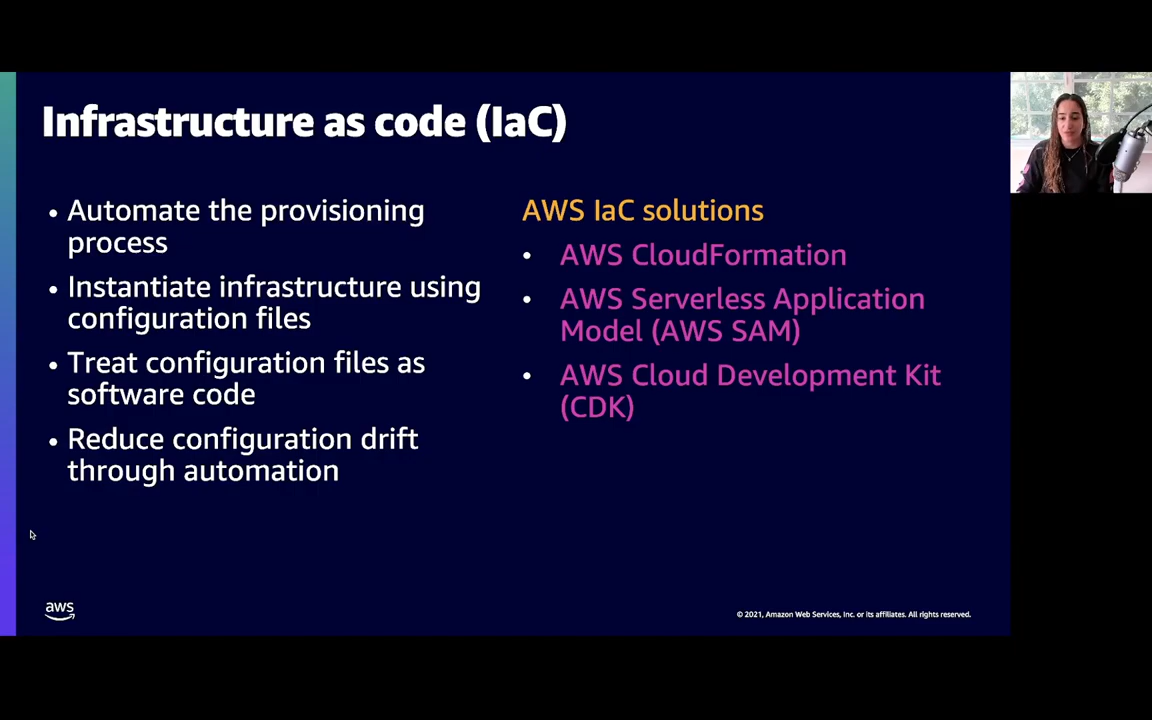 Infrastructure as code (IaC)
• Automate the provisioning
process
• Instantiate infrastructure using
configuration files
• Treat configuration files as
software code
• Reduce configuration drift
through automation
AWS IaC solutions
• AWS CloudFormation
• AWS Serverless Application
Model (AWS SAM)
• AWS Cloud Development Kit
(CDK)
aws
© 2021, Amazon Web Services, Inc. or its affiliates. All rights reserved.